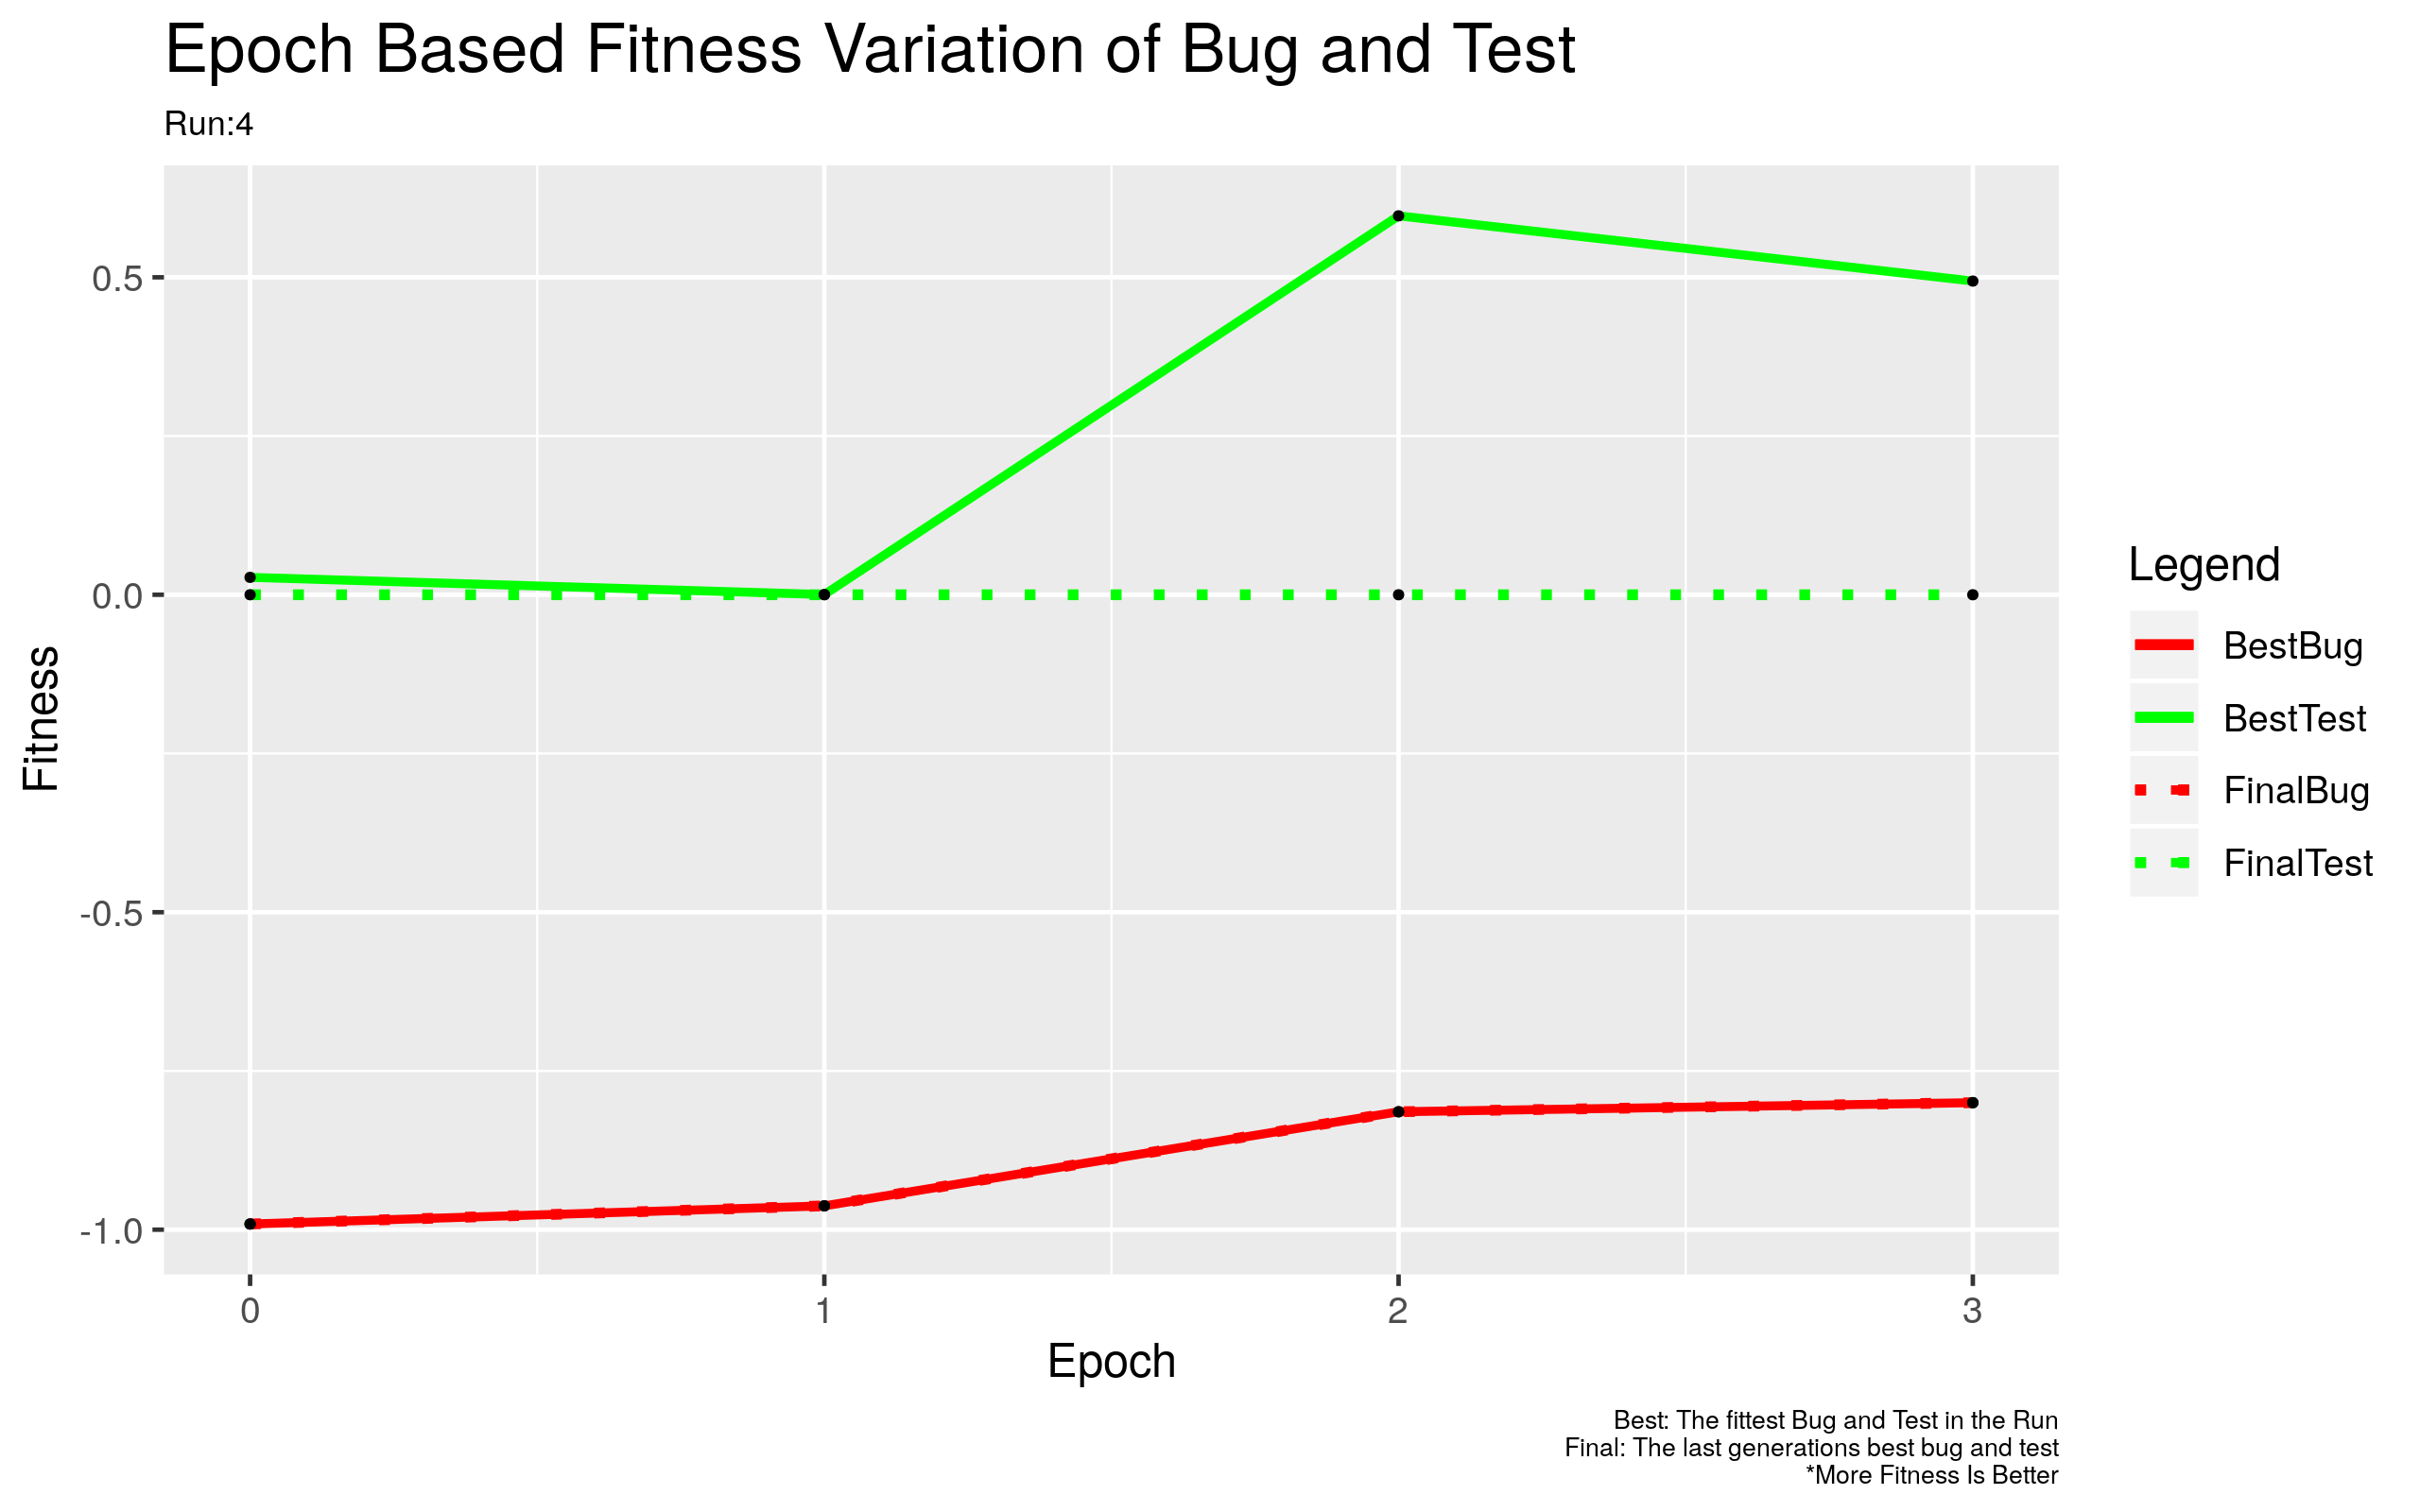 Epoch Based Fitness Variation of Bug and Test
Run:4
0.5
0.0
-0.5
-1.0
Fitness
0
1
2
3
Epoch
Legend
BestBug
BestTest
FinalBug
FinalTest
Best: The fittest Bug and Test in the Run
Final: The last generations best bug and test
*More Fitness Is Better